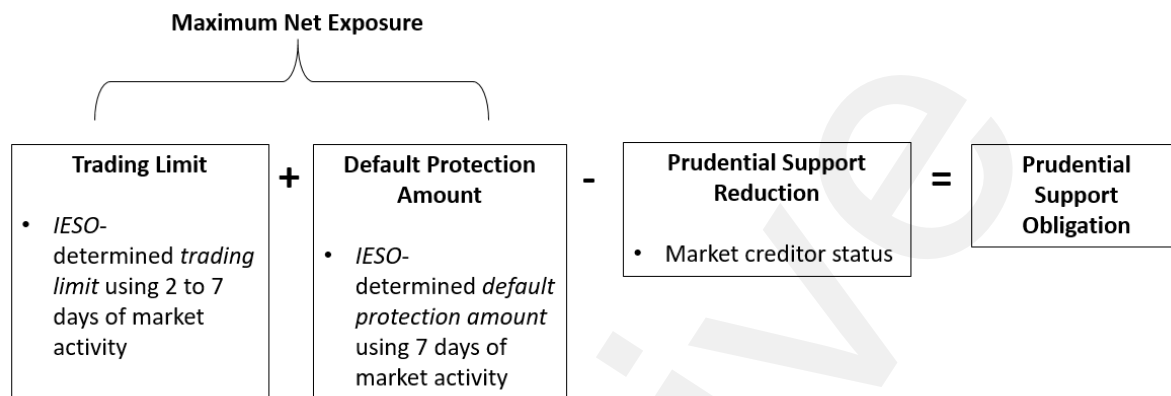 Maximum Net Exposure
Trading Limit
• IESO-
determined trading
limit using 2 to 7
days of market
activity
+
Default Protection
Amount
• IESO-
determined default
protection amount
using 7 days of
market activity
-
Prudential Support
Reduction
• Market creditor status
=
Prudential
Support
Obligation
ive